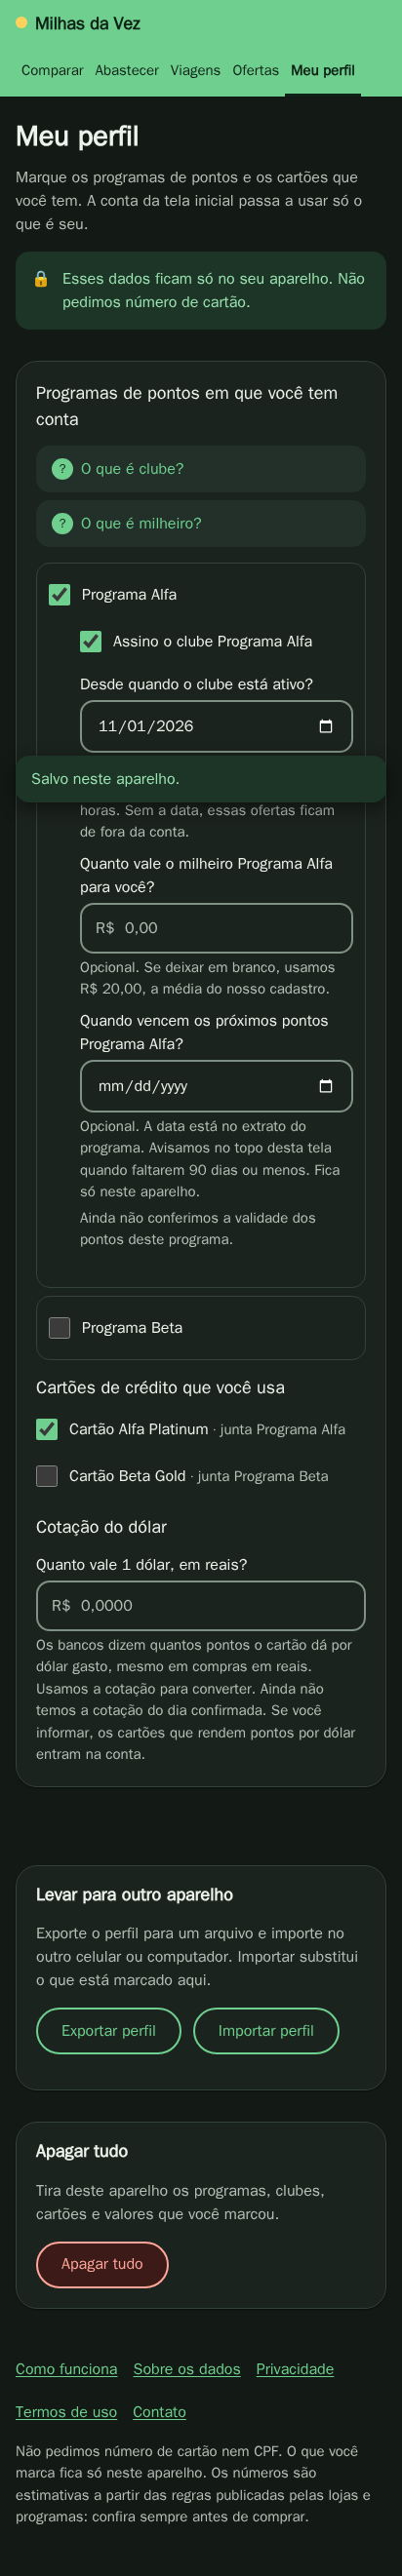 Milhas da Vez
Comparar Abastecer Viagens Ofertas Meu perfil
Meu perfil
Marque os programas de pontos e os cartões que
você tem. A conta da tela inicial passa a usar só o
que é seu.
Esses dados ficam só no seu aparelho. Não
pedimos número de cartão.
Programas de pontos em que você tem
conta
? O que é clube?
? O que é milheiro?
Programa Alfa
Assino o clube Programa Alfa
Desde quando o clube está ativo?
11/01/2026
Salvo neste aparelho.
horas. Sem a data, essas ofertas ficam
de fora da conta.
Quanto vale o milheiro Programa Alfa
para você?
R$ 0,00
Opcional. Se deixar em branco, usamos
R$ 20,00, a média do nosso cadastro.
Quando vencem os próximos pontos
Programa Alfa?
mm/dd/yyyy
Opcional. A data está no extrato do
programa. Avisamos no topo desta tela
quando faltarem 90 dias ou menos. Fica
só neste aparelho.
Ainda não conferimos a validade dos
pontos deste programa.
Programa Beta
Cartões de crédito que você usa
Cartão Alfa Platinum · junta Programa Alfa
Cartão Beta Gold · junta Programa Beta
Cotação do dólar
Quanto vale 1 dólar, em reais?
R$ 0,0000
Os bancos dizem quantos pontos o cartão dá por
dólar gasto, mesmo em compras em reais.
Usamos a cotação para converter. Ainda não
temos a cotação do dia confirmada. Se você
informar, os cartões que rendem pontos por dólar
entram na conta.
Levar para outro aparelho
Exporte o perfil para um arquivo e importe no
outro celular ou computador. Importar substitui
o que está marcado aqui.
Exportar perfil Importar perfil
Apagar tudo
Tira deste aparelho os programas, clubes,
cartões e valores que você marcou.
Apagar tudo
Como funciona Sobre os dados Privacidade
Termos de uso Contato
Não pedimos número de cartão nem CPF. O que você
marca fica só neste aparelho. Os números são
estimativas a partir das regras publicadas pelas lojas e
programas: confira sempre antes de comprar.